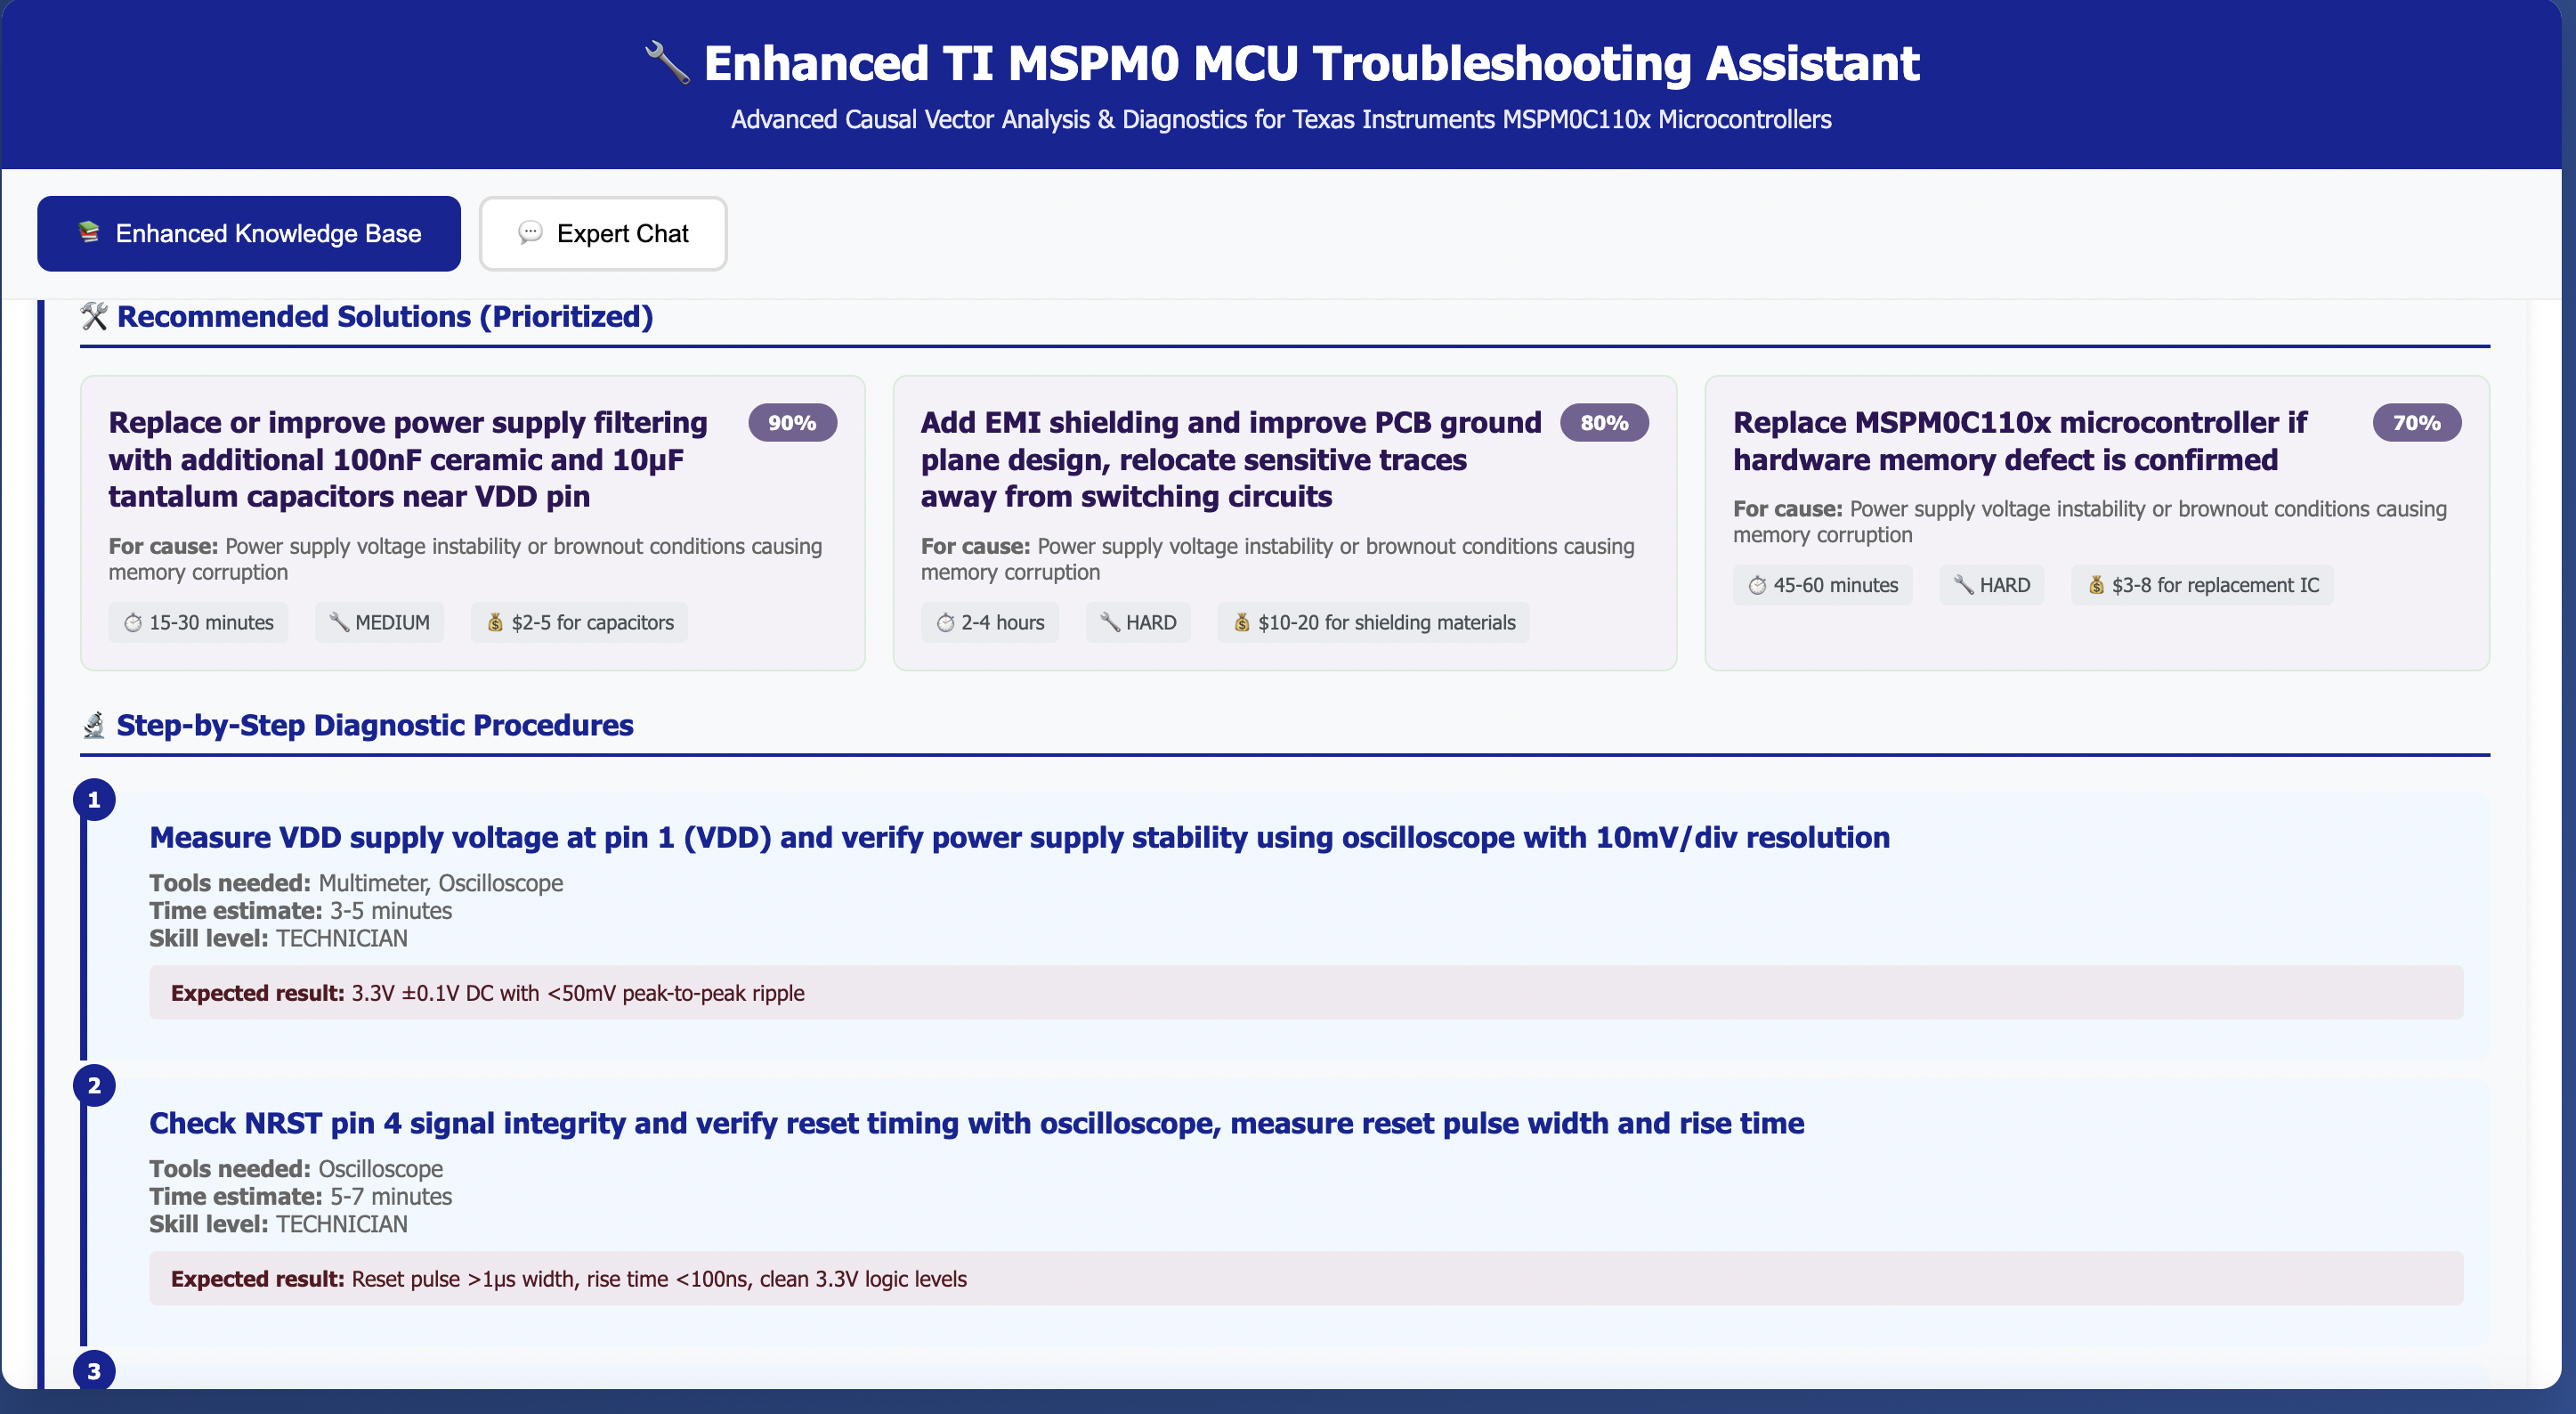 Enhanced TI MSPM0 MCU Troubleshooting Assistant
Advanced Causal Vector Analysis & Diagnostics for Texas Instruments MSPM0C110x Microcontrollers
Enhanced Knowledge Base
Expert Chat
Recommended Solutions (Prioritized)
Replace or improve power supply filtering
with additional 100nF ceramic and 10µF
tantalum capacitors near VDD pin
90%
For cause: Power supply voltage instability or brownout conditions causing
memory corruption
15-30 minutes
MEDIUM
$2-5 for capacitors
Add EMI shielding and improve PCB ground
plane design, relocate sensitive traces
away from switching circuits
80%
For cause: Power supply voltage instability or brownout conditions causing
memory corruption
2-4 hours
HARD
$10-20 for shielding materials
Replace MSPM0C110x microcontroller if
hardware memory defect is confirmed
70%
For cause: Power supply voltage instability or brownout conditions causing
memory corruption
45-60 minutes
HARD
$3-8 for replacement IC
Step-by-Step Diagnostic Procedures
1
Measure VDD supply voltage at pin 1 (VDD) and verify power supply stability using oscilloscope with 10mV/div resolution
Tools needed: Multimeter, Oscilloscope
Time estimate: 3-5 minutes
Skill level: TECHNICIAN
Expected result: 3.3V ±0.1V DC with <50mV peak-to-peak ripple
2
Check NRST pin 4 signal integrity and verify reset timing with oscilloscope, measure reset pulse width and rise time
Tools needed: Oscilloscope
Time estimate: 5-7 minutes
Skill level: TECHNICIAN
Expected result: Reset pulse >1µs width, rise time <100ns, clean 3.3V logic levels
3